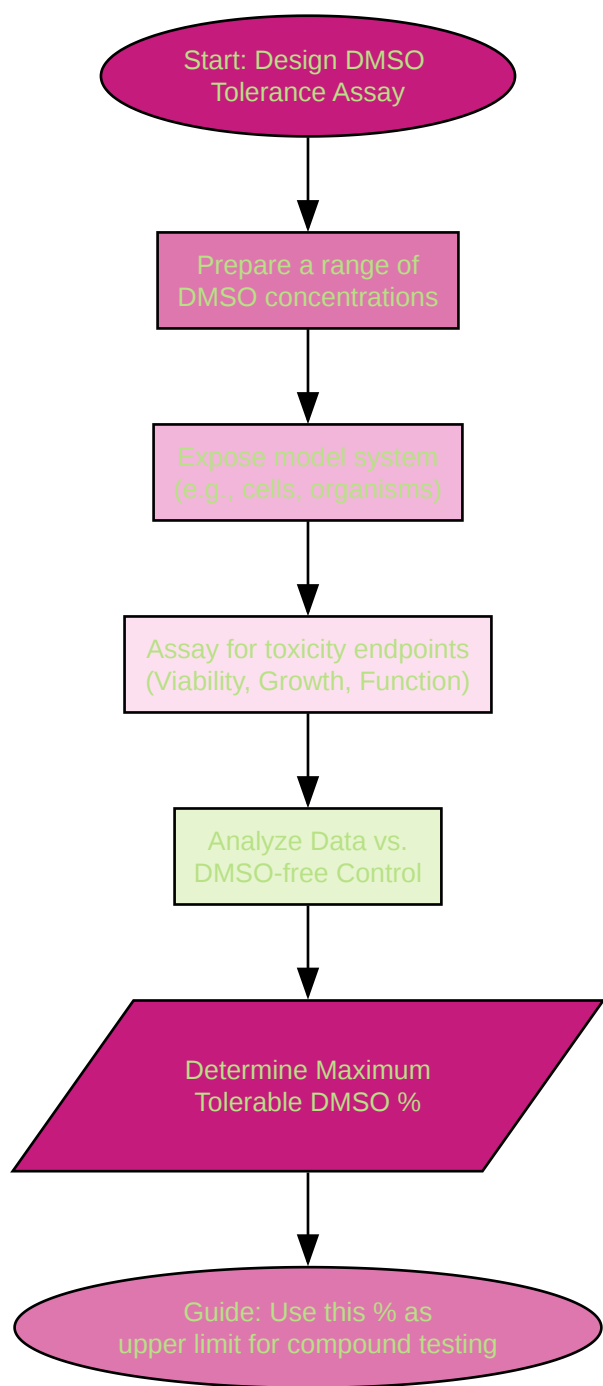 Start: Design DMSO
Tolerance Assay
Prepare a range of
DMSO concentrations
Expose model system
(e.g., cells, organisms)
Assay for toxicity endpoints
(Viability, Growth, Function)
Analyze Data vs.
DMSO-free Control
Determine Maximum
Tolerable DMSO %
Guide: Use this % as
upper limit for compound testing